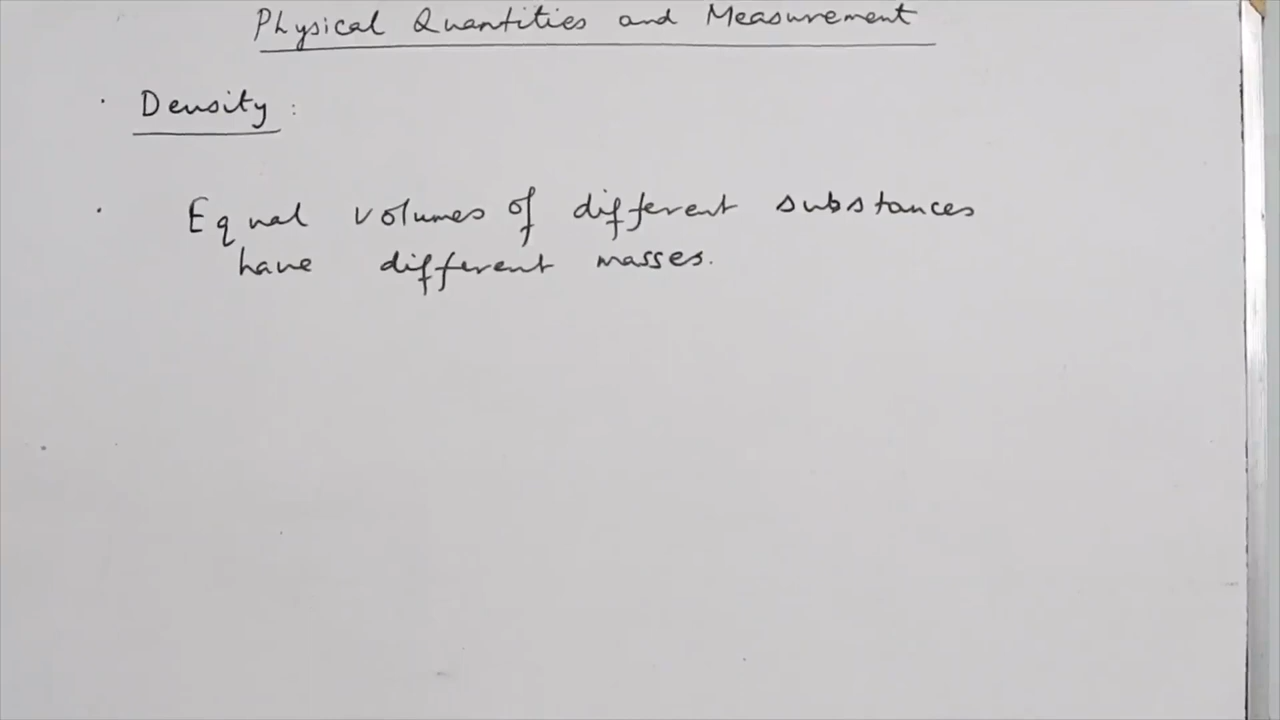 Physical Quantities and Measurement
· Density :
· Equal volumes of different substances
have different masses.